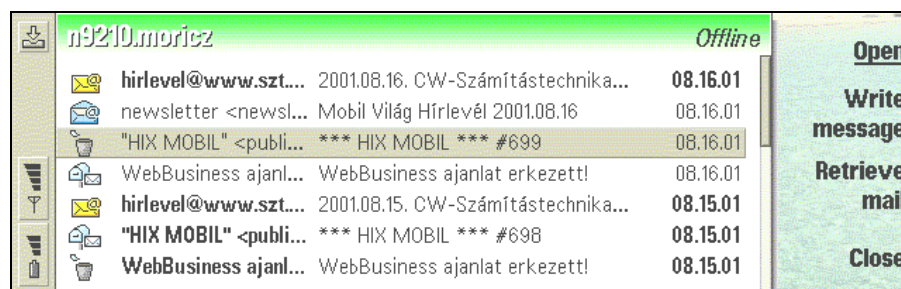 n9210.moricz Offline
hirlevel@www.szt.... 2001.08.16. CW-Számítástechnika... 08.16.01
newsletter <newsl... Mobil Világ Hírlevél 2001.08.16 08.16.01
"HIX MOBIL" <publi... *** HIX MOBIL *** #699 08.16.01
WebBusiness ajanl... WebBusiness ajanlat erkezett! 08.16.01
hirlevel@www.szt.... 2001.08.15. CW-Számítástechnika... 08.15.01
"HIX MOBIL" <publi... *** HIX MOBIL *** #698 08.15.01
WebBusiness ajanl... WebBusiness ajanlat erkezett! 08.15.01
Open
Write
message
Retrieve
mail
Close